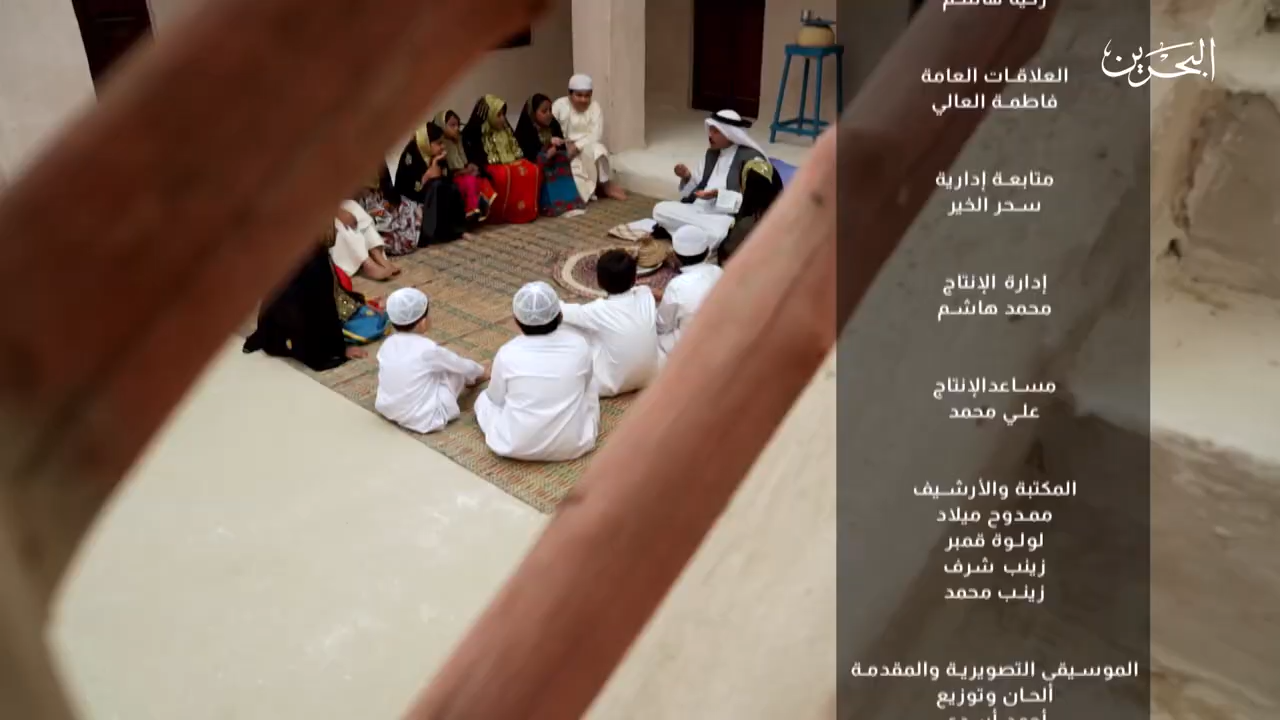 البحرين
العلاقات العامة
فاطمة العالي
متابعة إدارية
سحر الخير
إدارة الإنتاج
محمد هاشم
مساعدالإنتاج
علي محمد
المكتبة والأرشيف
ممدوح ميلاد
لولوة قمبر
زينب شرف
زينب محمد
الموسيقى التصويرية والمقدمة
ألحان وتوزيع